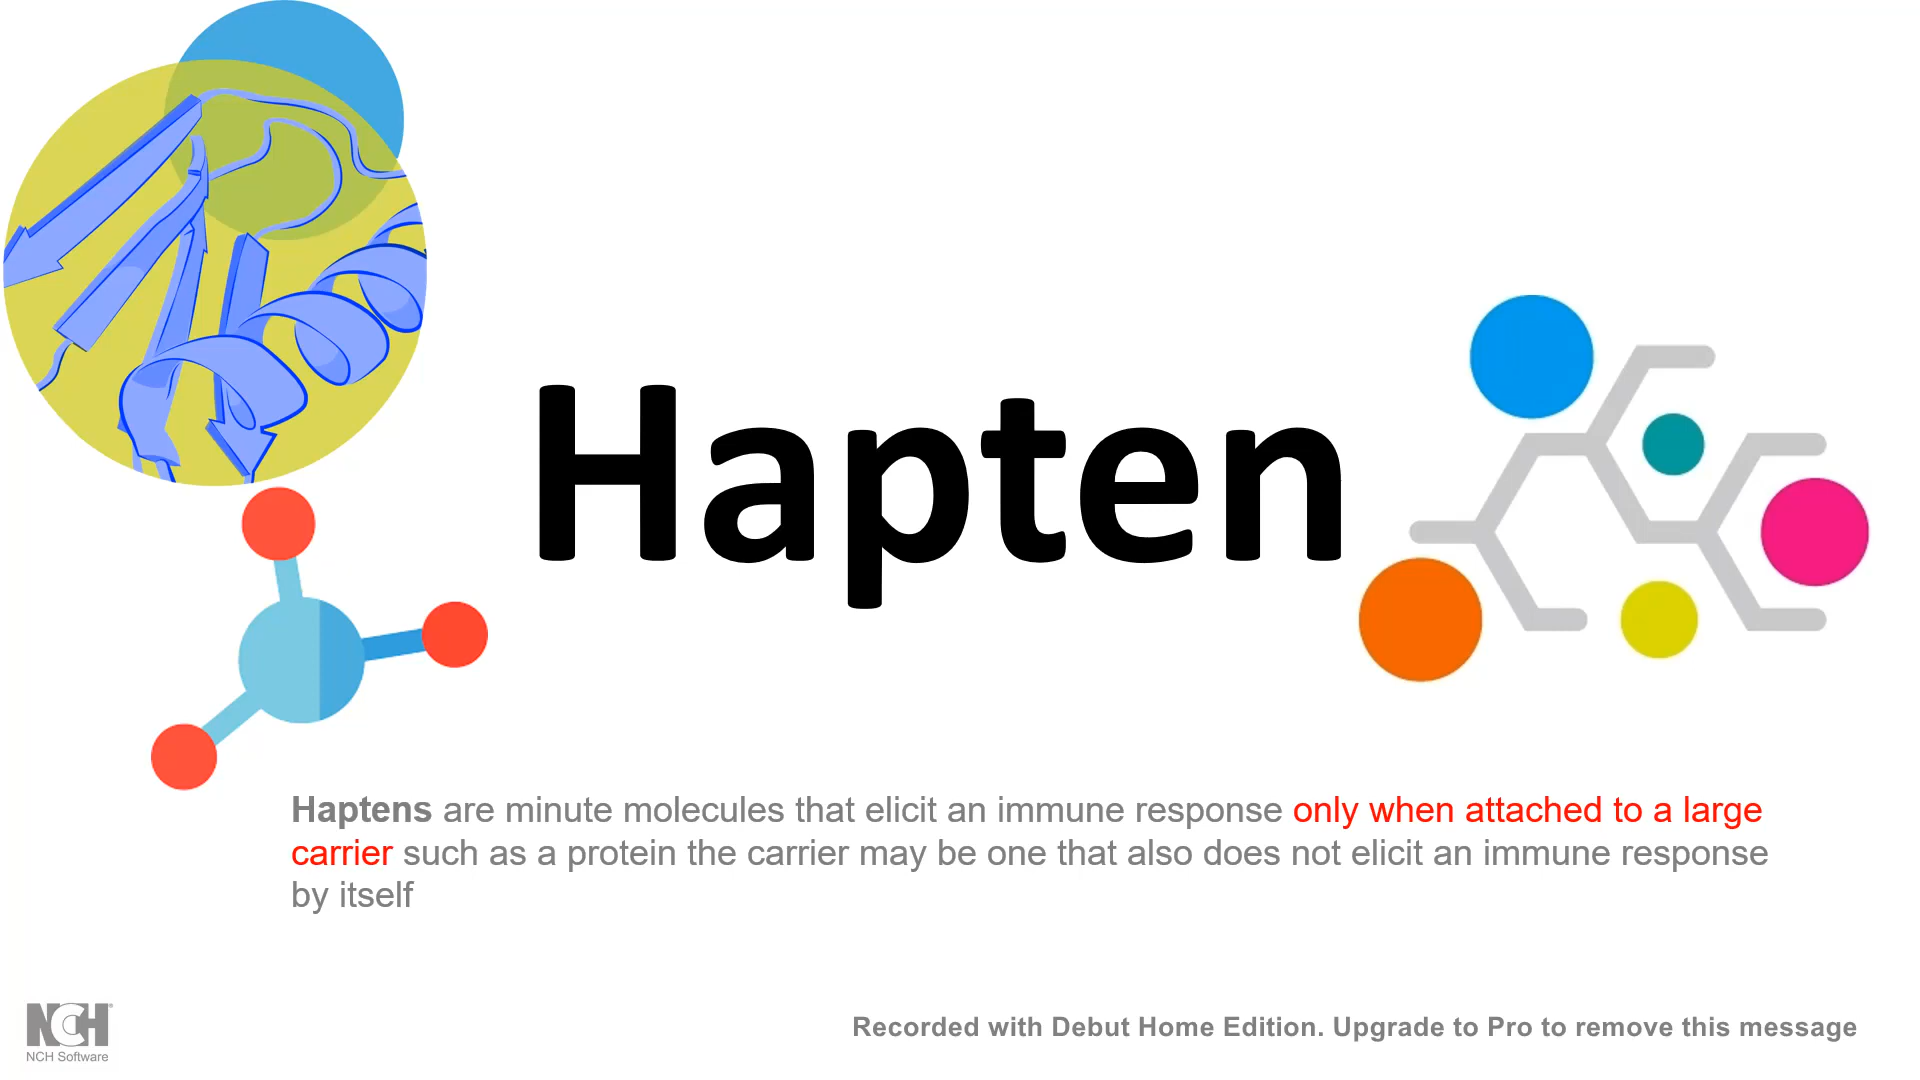 Hapten
Haptens are minute molecules that elicit an immune response only when attached to a large
carrier such as a protein the carrier may be one that also does not elicit an immune response
by itself
NCH
NCH Software
Recorded with Debut Home Edition. Upgrade to Pro to remove this message